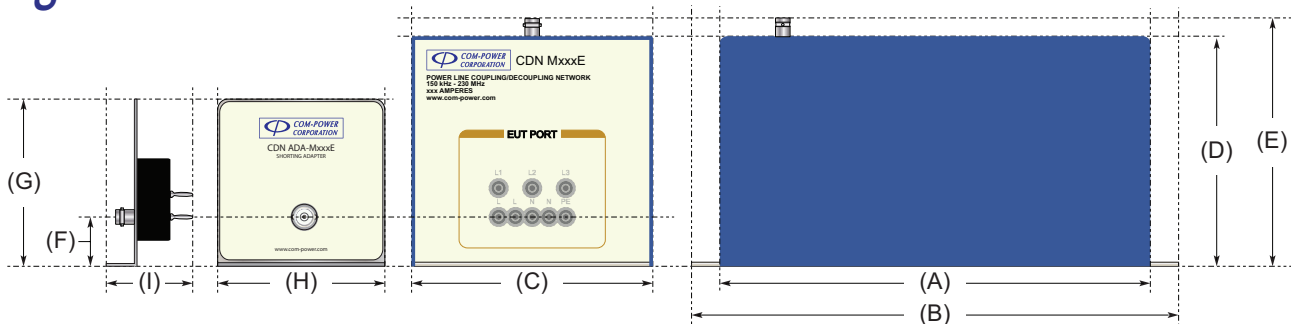 (G)
(F)
(I)
COM-POWER
CORPORATION
CDN ADA-MxxxE
SHORTING ADAPTER
www.com-power.com
(H)
COM-POWER
CORPORATION
CDN MxxxE
POWER LINE COUPLING/DECOUPLING NETWORK
150 kHz - 230 MHz
xxx AMPERES
www.com-power.com
EUT PORT
L1 L2 L3
L L N N PE
(C)
(A)
(B)
(D)
(E)